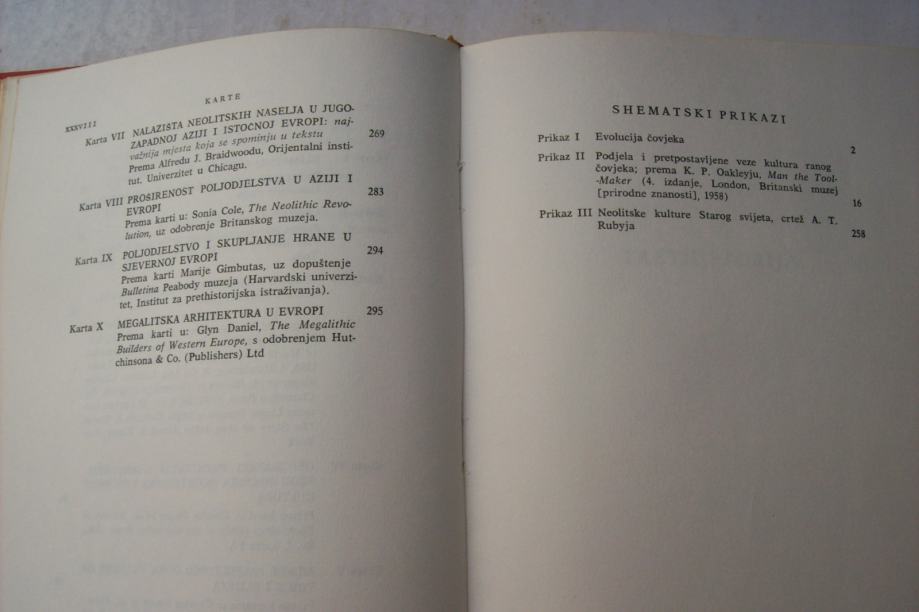 XXXVIII
KARTE
Karta VII NALAZIŠTA NEOLITSKIH NASELJA U JUGO-
ZAPADNOJ AZIJI I ISTOČNOJ EVROPI: naj-
važnija mjesta koja se spominju u tekstu 269
Prema Alfredu J. Braidwoodu, Orijentalni insti-
tut. Univerzitet u Chicagu.
Karta VIII PROSIRENOST POLJODJELSTVA U AZIJI I
EVROPI 283
Prema karti u: Sonia Cole, The Neolithic Revo-
lution, uz odobrenje Britanskog muzeja.
Karta IX POLJODJELSTVO I SKUPLJANJE HRANE U
SJEVERNOJ EVROPI 294
Prema karti Marije Gimbutas, uz dopuštenje
Bulletina Peabody muzeja (Harvardski univerzi-
tet, Institut za prethistorijska istraživanja).
Karta X MEGALITSKA ARHITEKTURA U EVROPI 295
Prema karti u: Glyn Daniel, The Megalithic
Builders of Western Europe, s odobrenjem Hut-
chinsona & Co. (Publishers) Ltd
SHEMATSKI PRIKAZI
Prikaz I Evolucija čovjeka 2
Prikaz II Podjela i pretpostavljene veze kultura ranog
čovjeka; prema K. P. Oakleyju, Man the Tool-
-Maker (4. izdanje, London, Britanski muzej
[prirodne znanosti], 1958) 16
Prikaz III Neolitske kulture Starog svijeta, crtež A. T.
Rubyja 258